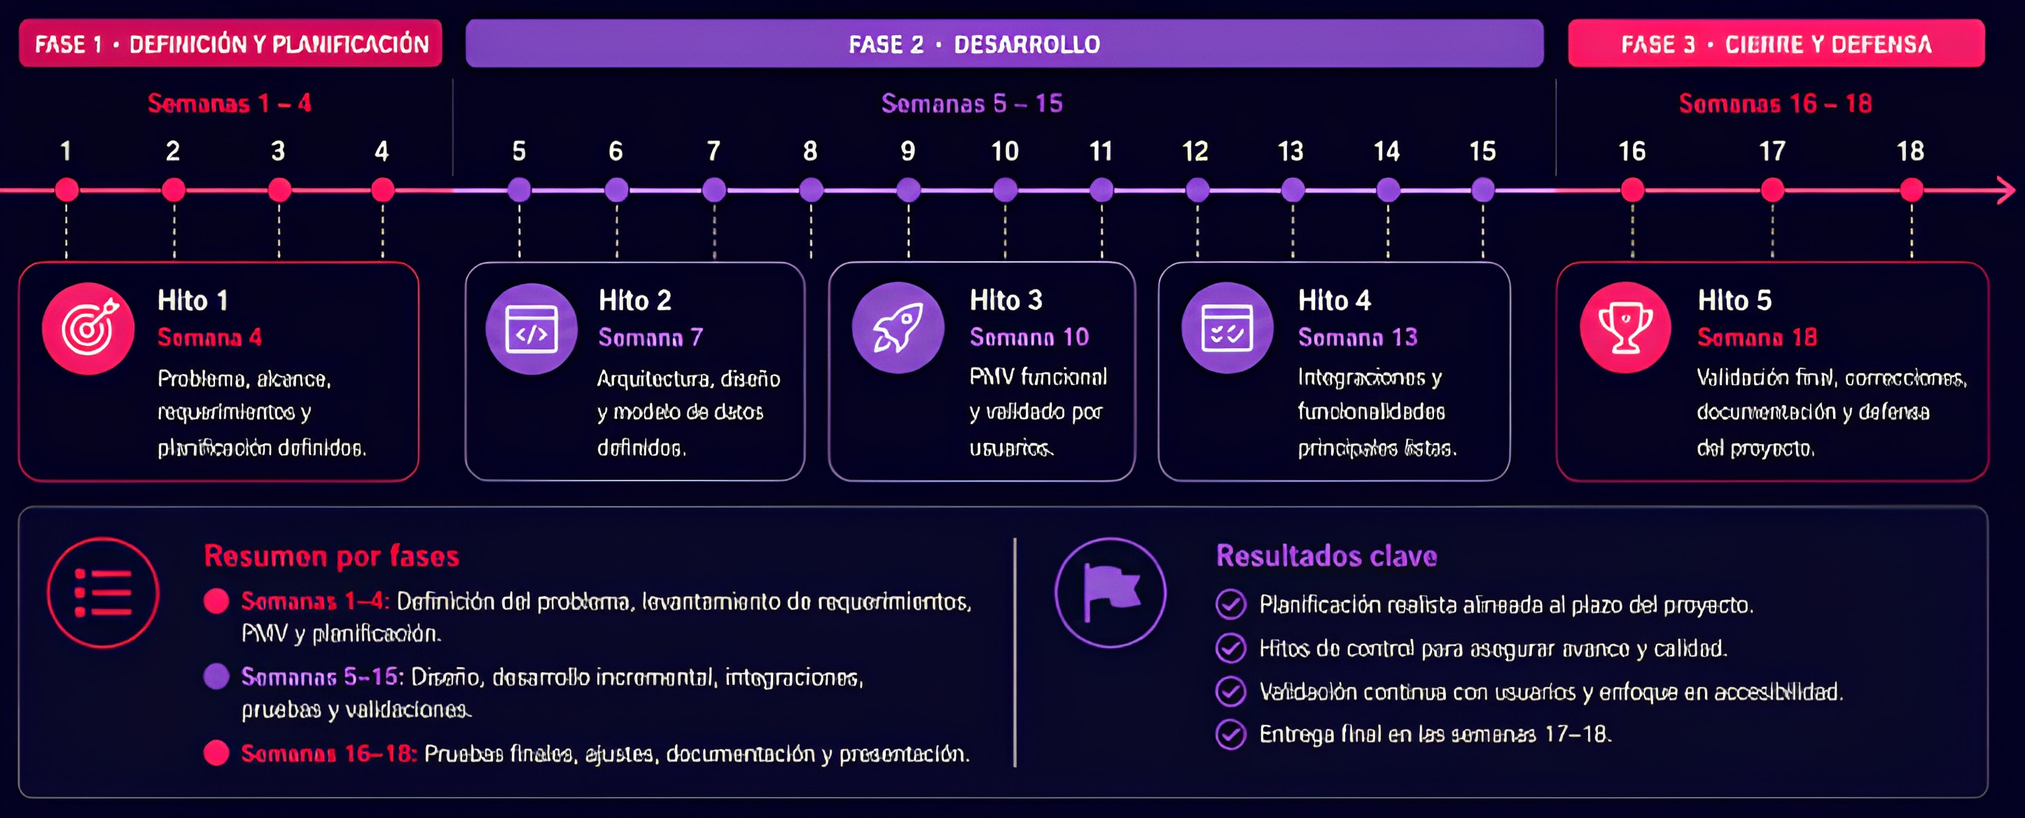 FASE 1 · DEFINICIÓN Y PLANIFICACIÓN
FASE 2 · DESARROLLO
FASE 3 · CIERRE Y DEFENSA
Semanas 1 – 4
Semanas 5 – 15
Semanas 16 – 18
1 2 3 4 5 6 7 8 9 10 11 12 13 14 15 16 17 18
Hito 1
Semana 4
Problema, alcance,
requerimientos y
planificación definidos.
Hito 2
Semana 7
Arquitectura, diseño
y modelo de datos
definidos.
Hito 3
Semana 10
PMV funcional
y validado por
usuarios.
Hito 4
Semana 13
Integraciones y
funcionalidades
principales listas.
Hito 5
Semana 18
Validación final, correcciones,
documentación y defensa
del proyecto.
Resumen por fases
Semanas 1–4: Definición del problema, levantamiento de requerimientos,
PMV y planificación.
Semanas 5–15: Diseño, desarrollo incremental, integraciones,
pruebas y validaciones.
Semanas 16–18: Pruebas finales, ajustes, documentación y presentación.
Resultados clave
Planificación realista alineada al plazo del proyecto.
Hitos de control para asegurar avance y calidad.
Validación continua con usuarios y enfoque en accesibilidad.
Entrega final en las semanas 17–18.